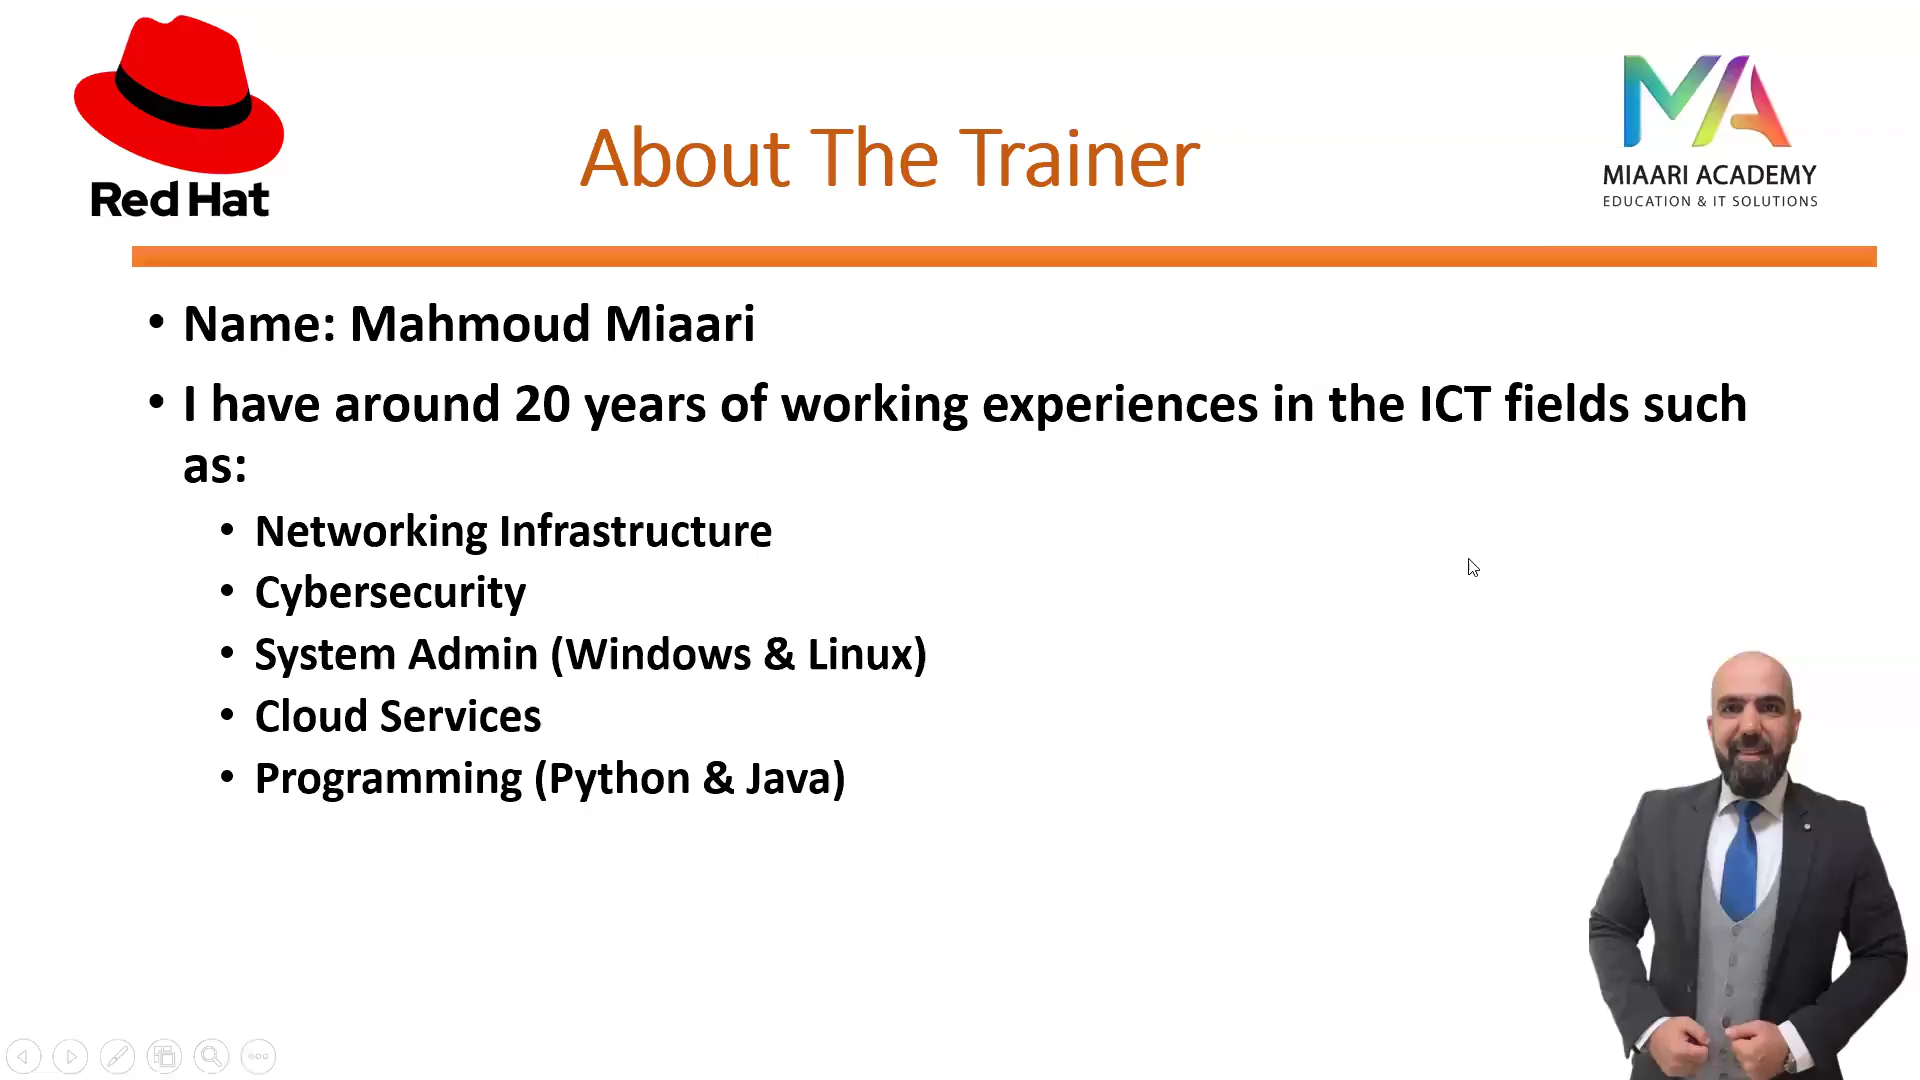 Red Hat
About The Trainer
MA
MIAARI ACADEMY
EDUCATION & IT SOLUTIONS
• Name: Mahmoud Miaari
• I have around 20 years of working experiences in the ICT fields such
as:
• Networking Infrastructure
• Cybersecurity
• System Admin (Windows & Linux)
• Cloud Services
• Programming (Python & Java)